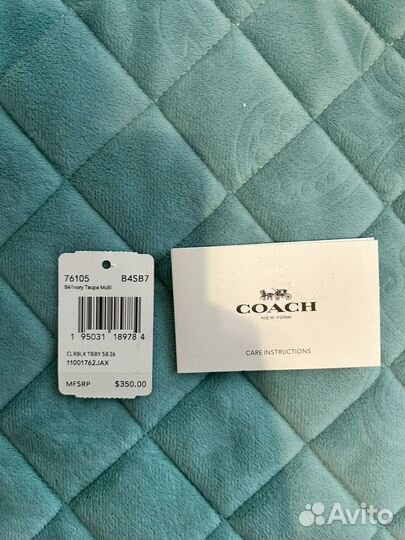 76105 B4SB7
B4/Ivory Taupe Multi
1 95031 18978 4
CLRBLK TBBY SB 26
11001762JAX
MFSRP $350.00
COACH
NEW YORK
CARE INSTRUCTIONS
Avito